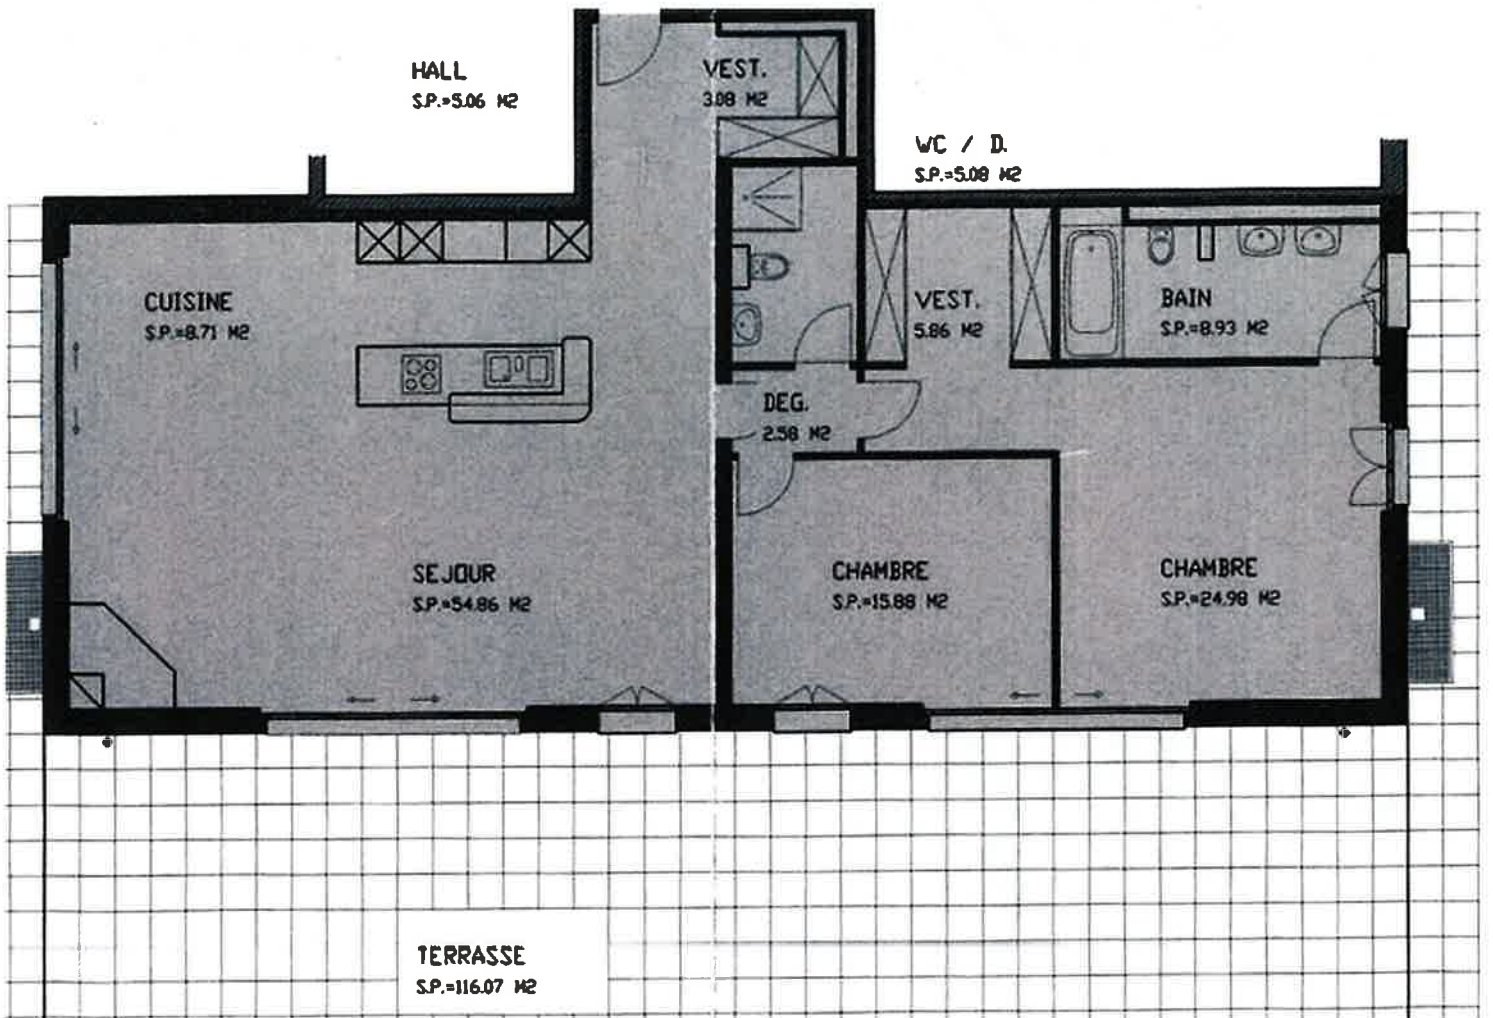 HALL
S.P.=5.06 M2
VEST.
3.08 M2
WC / D.
S.P.=5.08 M2
CUISINE
S.P.=8.71 M2
VEST.
5.86 M2
BAIN
S.P.=8.93 M2
DEG.
2.58 M2
SEJOUR
S.P.=54.86 M2
CHAMBRE
S.P.=15.88 M2
CHAMBRE
S.P.=24.98 M2
TERRASSE
S.P.=116.07 M2